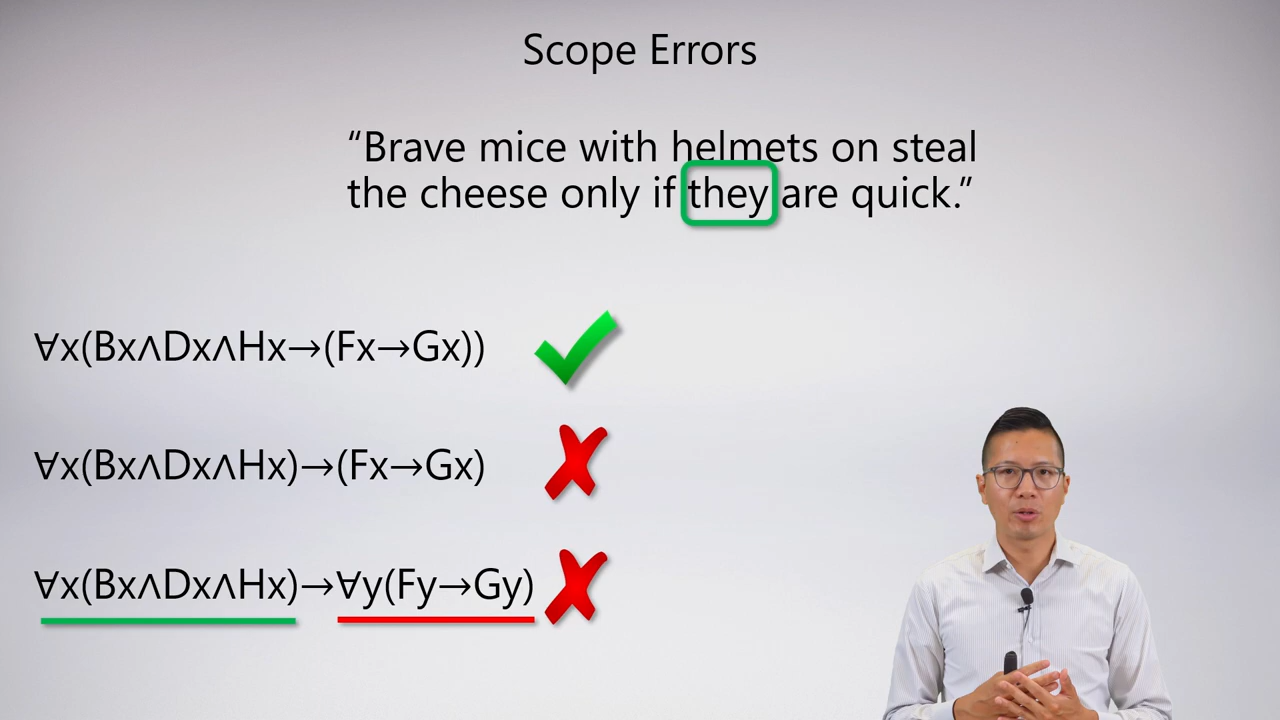 Scope Errors
“Brave mice with helmets on steal
the cheese only if they are quick.”
∀x(Bx∧Dx∧Hx→(Fx→Gx))
∀x(Bx∧Dx∧Hx)→(Fx→Gx)
∀x(Bx∧Dx∧Hx)→∀y(Fy→Gy)